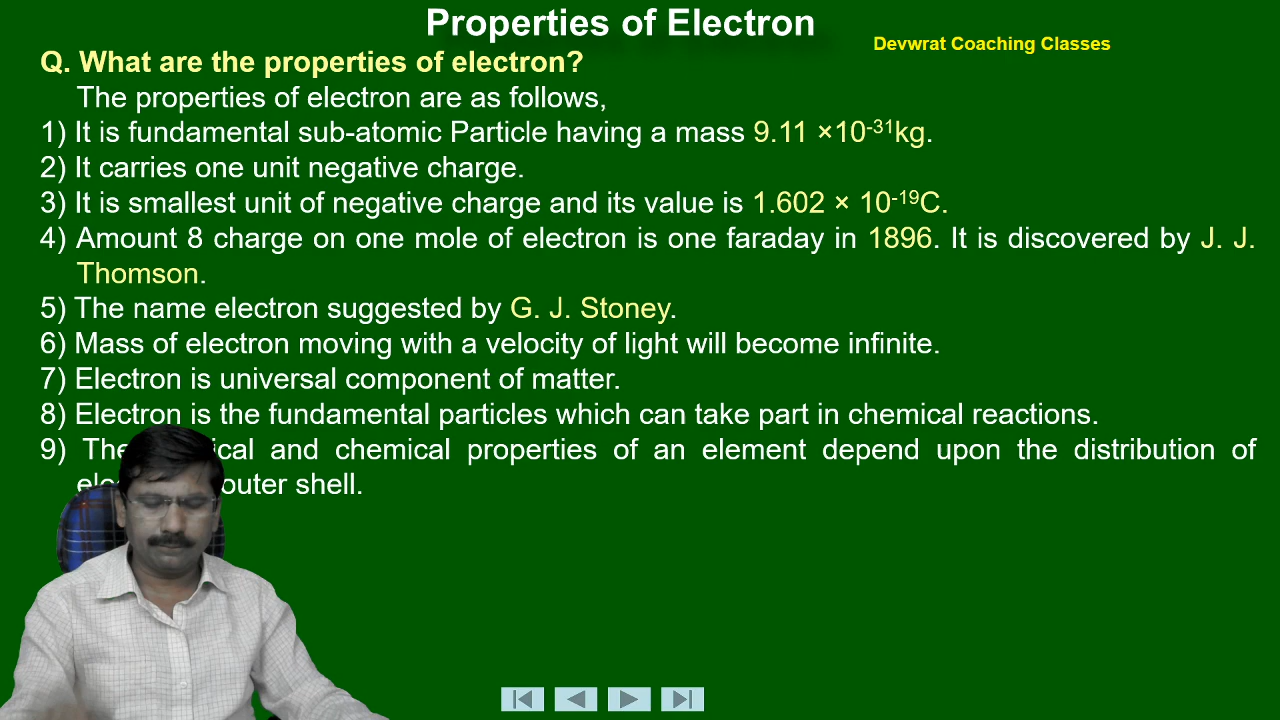 Properties of Electron
Devwrat Coaching Classes
Q. What are the properties of electron?
The properties of electron are as follows,
1) It is fundamental sub-atomic Particle having a mass 9.11 ×10⁻³¹kg.
2) It carries one unit negative charge.
3) It is smallest unit of negative charge and its value is 1.602 × 10⁻¹⁹C.
4) Amount 8 charge on one mole of electron is one faraday in 1896. It is discovered by J. J.
Thomson.
5) The name electron suggested by G. J. Stoney.
6) Mass of electron moving with a velocity of light will become infinite.
7) Electron is universal component of matter.
8) Electron is the fundamental particles which can take part in chemical reactions.
9) The and chemical properties of an element depend upon the distribution of
outer shell.